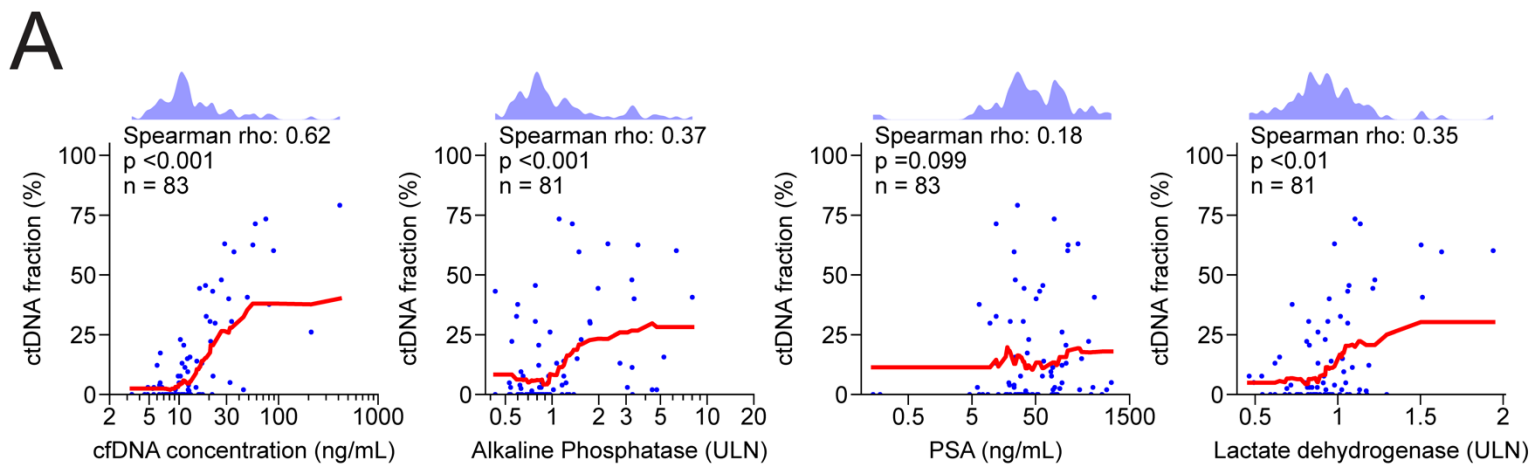 A
Spearman rho: 0.62
p <0.001
n = 83
100
75
50
25
0
ctDNA fraction (%)
2 5 10 30 100 1000
cfDNA concentration (ng/mL)
Spearman rho: 0.37
p <0.001
n = 81
100
75
50
25
0
ctDNA fraction (%)
0.5 1 2 3 5 10 20
Alkaline Phosphatase (ULN)
Spearman rho: 0.18
p =0.099
n = 83
100
75
50
25
0
ctDNA fraction (%)
0.5 5 50 1500
PSA (ng/mL)
Spearman rho: 0.35
p <0.01
n = 81
100
75
50
25
0
ctDNA fraction (%)
0.5 1 1.5 2
Lactate dehydrogenase (ULN)